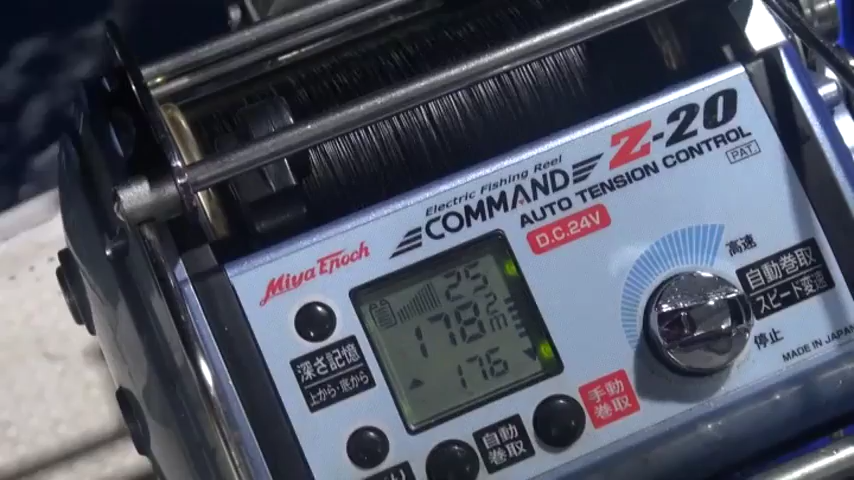 Z-20
Electric Fishing Reel
COMMAND
AUTO TENSION CONTROL
PAT.
D.C.24V
Miya Epoch
高速
自動巻取
スピード変速
停止
MADE IN JAPAN
25
178.2m
176
深さ記憶
上から・底から
手動
巻取
自動
巻取